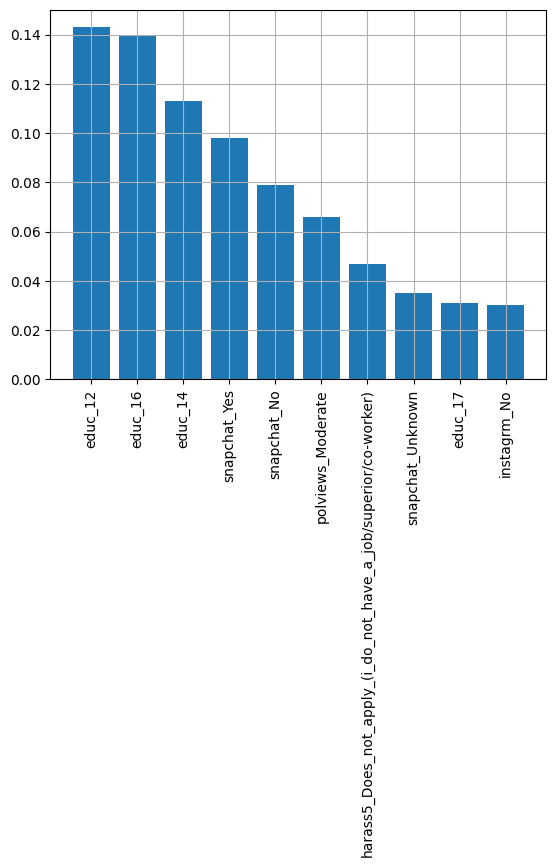 0.14
0.12
0.10
0.08
0.06
0.04
0.02
0.00
educ_12
educ_16
educ_14
snapchat_Yes
snapchat_No
polviews_Moderate
harass5_Does_not_apply_(i_do_not_have_a_job/superior/co-worker)
snapchat_Unknown
educ_17
instagrm_No